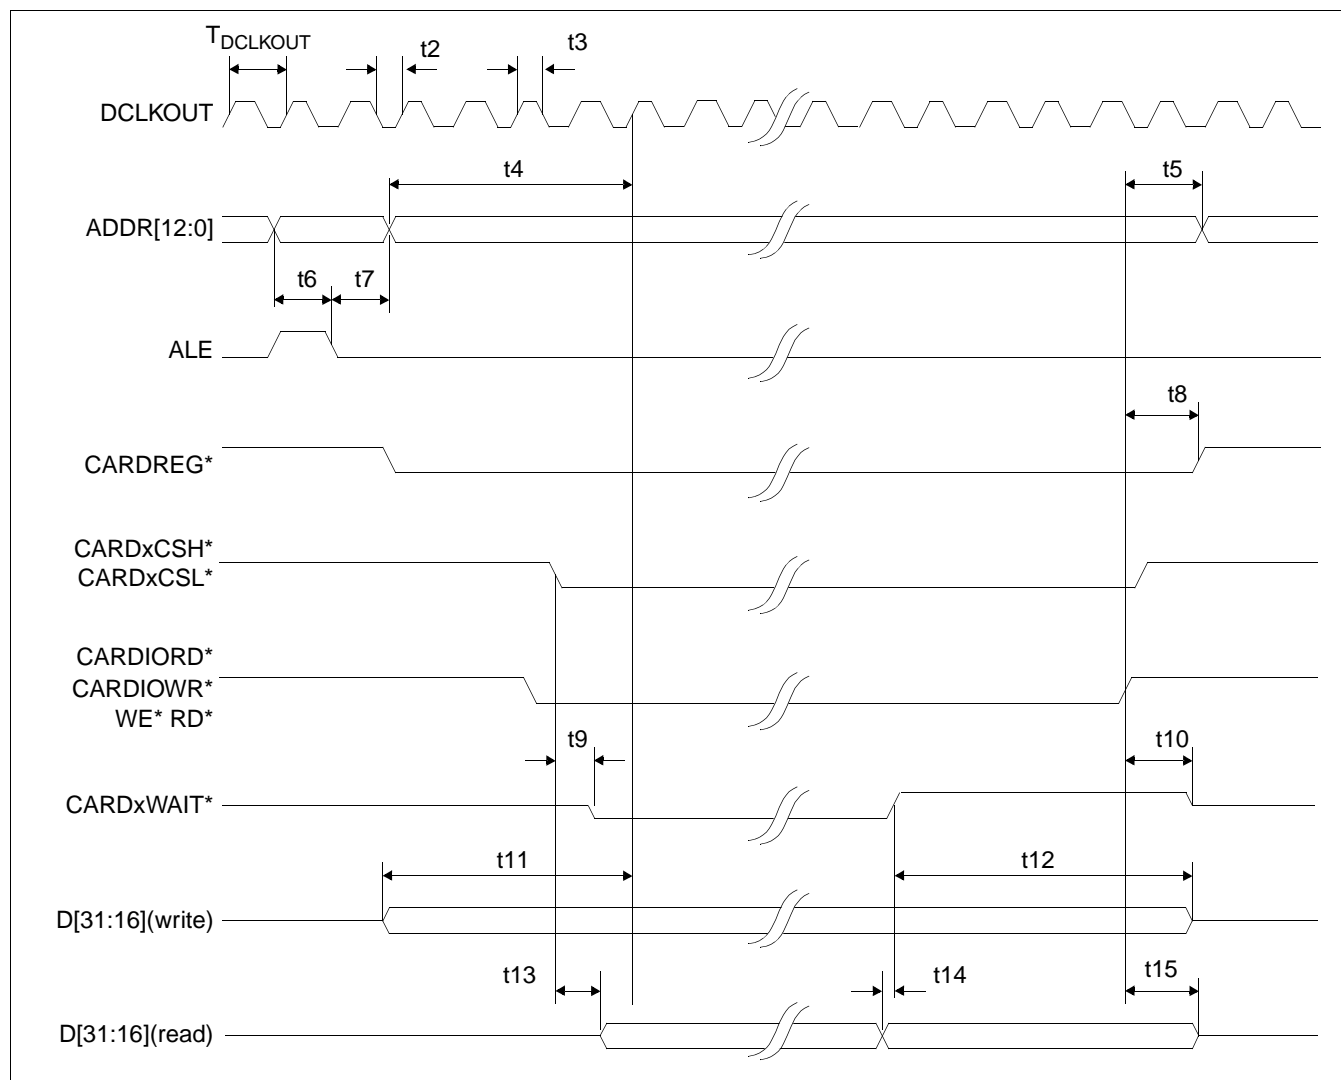 TDCLKOUT
t2
t3
DCLKOUT
t4
t5
ADDR[12:0]
t6
t7
ALE
t8
CARDREG*
CARDxCSH*
CARDxCSL*
CARDIORD*
CARDIOWR*
WE* RD*
t9
t10
CARDxWAIT*
t11
t12
D[31:16](write)
t13
t14
t15
D[31:16](read)